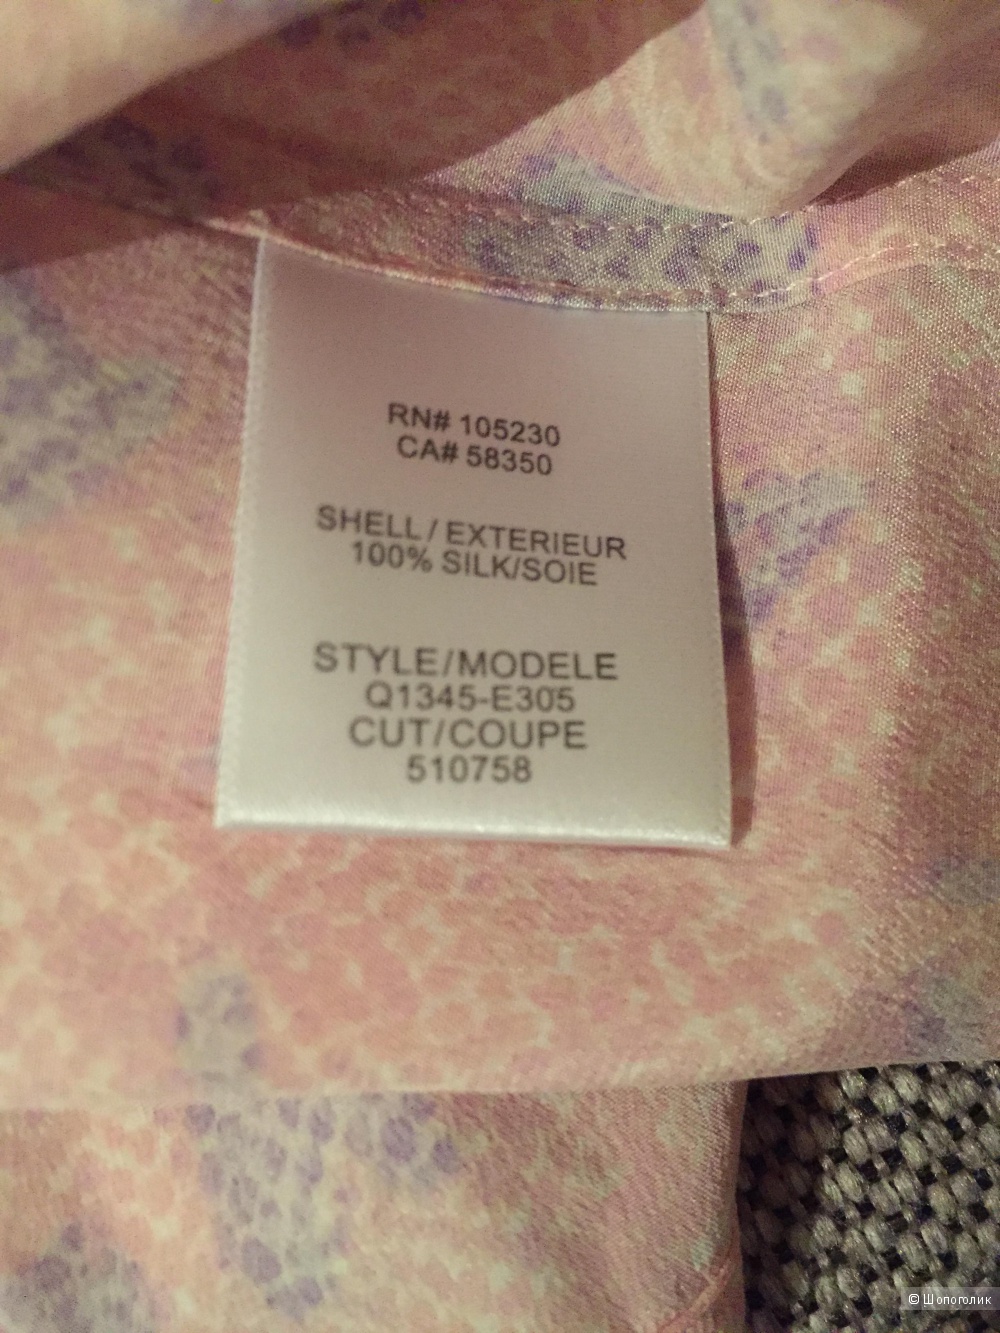 RN# 105230
CA# 58350
SHELL / EXTERIEUR
100% SILK/SOIE
STYLE/MODELE
Q1345-E305
CUT/COUPE
510758
© Шопоголик